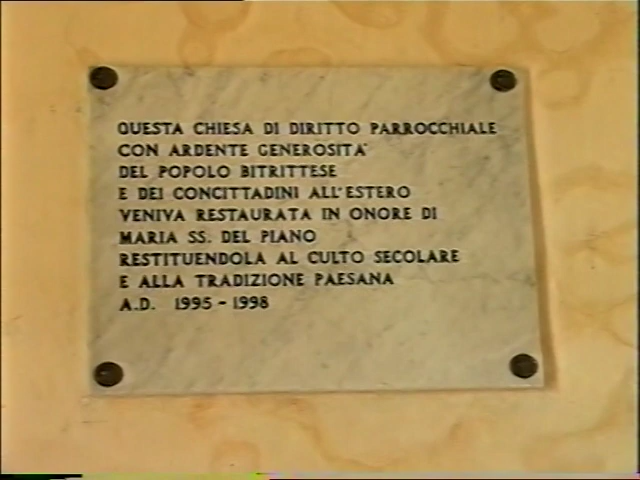 QUESTA CHIESA DI DIRITTO PARROCCHIALE
CON ARDENTE GENEROSITA'
DEL POPOLO BITRITTESE
E DEI CONCITTADINI ALL'ESTERO
VENIVA RESTAURATA IN ONORE DI
MARIA SS. DEL PIANO
RESTITUENDOLA AL CULTO SECOLARE
E ALLA TRADIZIONE PAESANA
A.D. 1995 - 1998